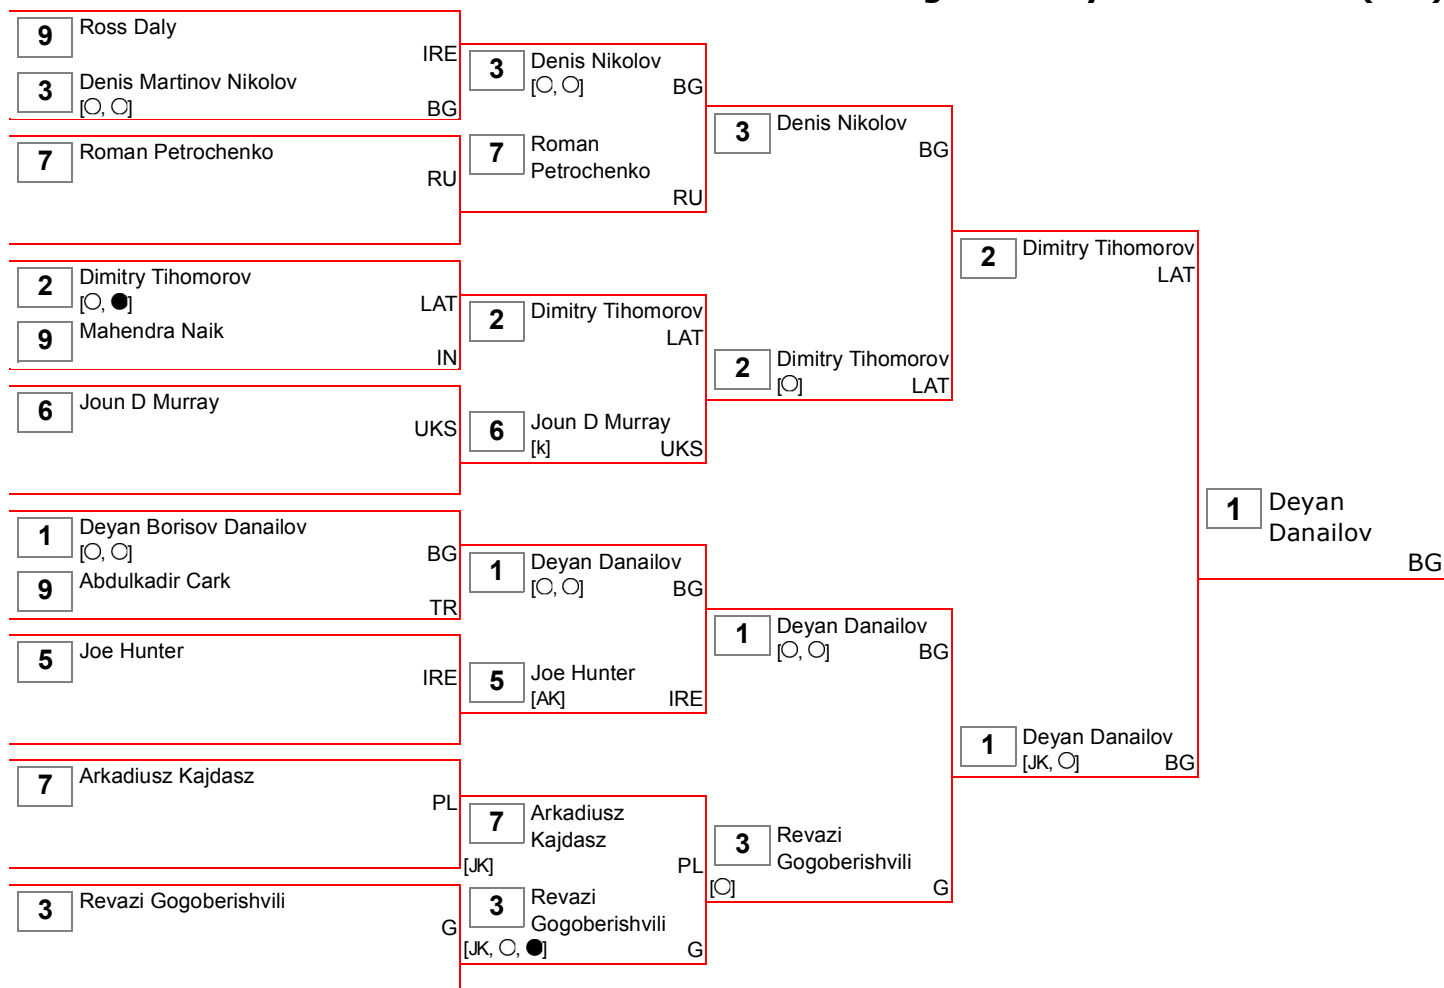 9 Ross Daly
IRE
3 Denis Martinov Nikolov
[○, ○]
BG
7 Roman Petrochenko
RU
2 Dimitry Tihomorov
[○, ●]
LAT
9 Mahendra Naik
IN
6 Joun D Murray
UKS
1 Deyan Borisov Danailov
[○, ○]
BG
9 Abdulkadir Cark
TR
5 Joe Hunter
IRE
7 Arkadiusz Kajdasz
PL
3 Revazi Gogoberishvili
G
3 Denis Nikolov
[○, ○] BG
7 Roman
Petrochenko
RU
2 Dimitry Tihomorov
LAT
6 Joun D Murray
[k] UKS
1 Deyan Danailov
[○, ○] BG
5 Joe Hunter
[AK] IRE
7 Arkadiusz
Kajdasz
[JK] PL
3 Revazi
Gogoberishvili
[JK, ○, ●] G
3 Denis Nikolov
BG
2 Dimitry Tihomorov
[○] LAT
1 Deyan Danailov
[○, ○] BG
3 Revazi
Gogoberishvili
[○] G
2 Dimitry Tihomorov
LAT
1 Deyan Danailov
[JK, ○] BG
1 Deyan
Danailov
BG